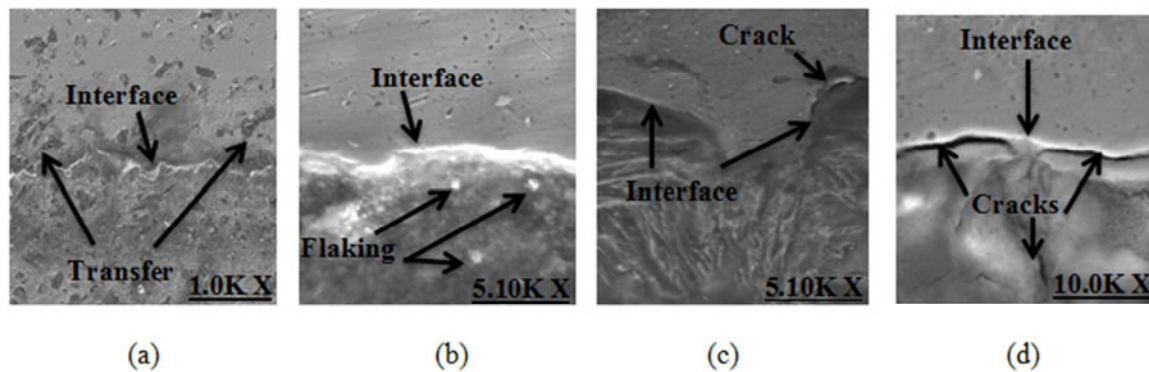 Interface
Transfer
1.0K X
(a)
Interface
Flaking
5.10K X
(b)
Crack
Interface
5.10K X
(c)
Interface
Cracks
10.0K X
(d)